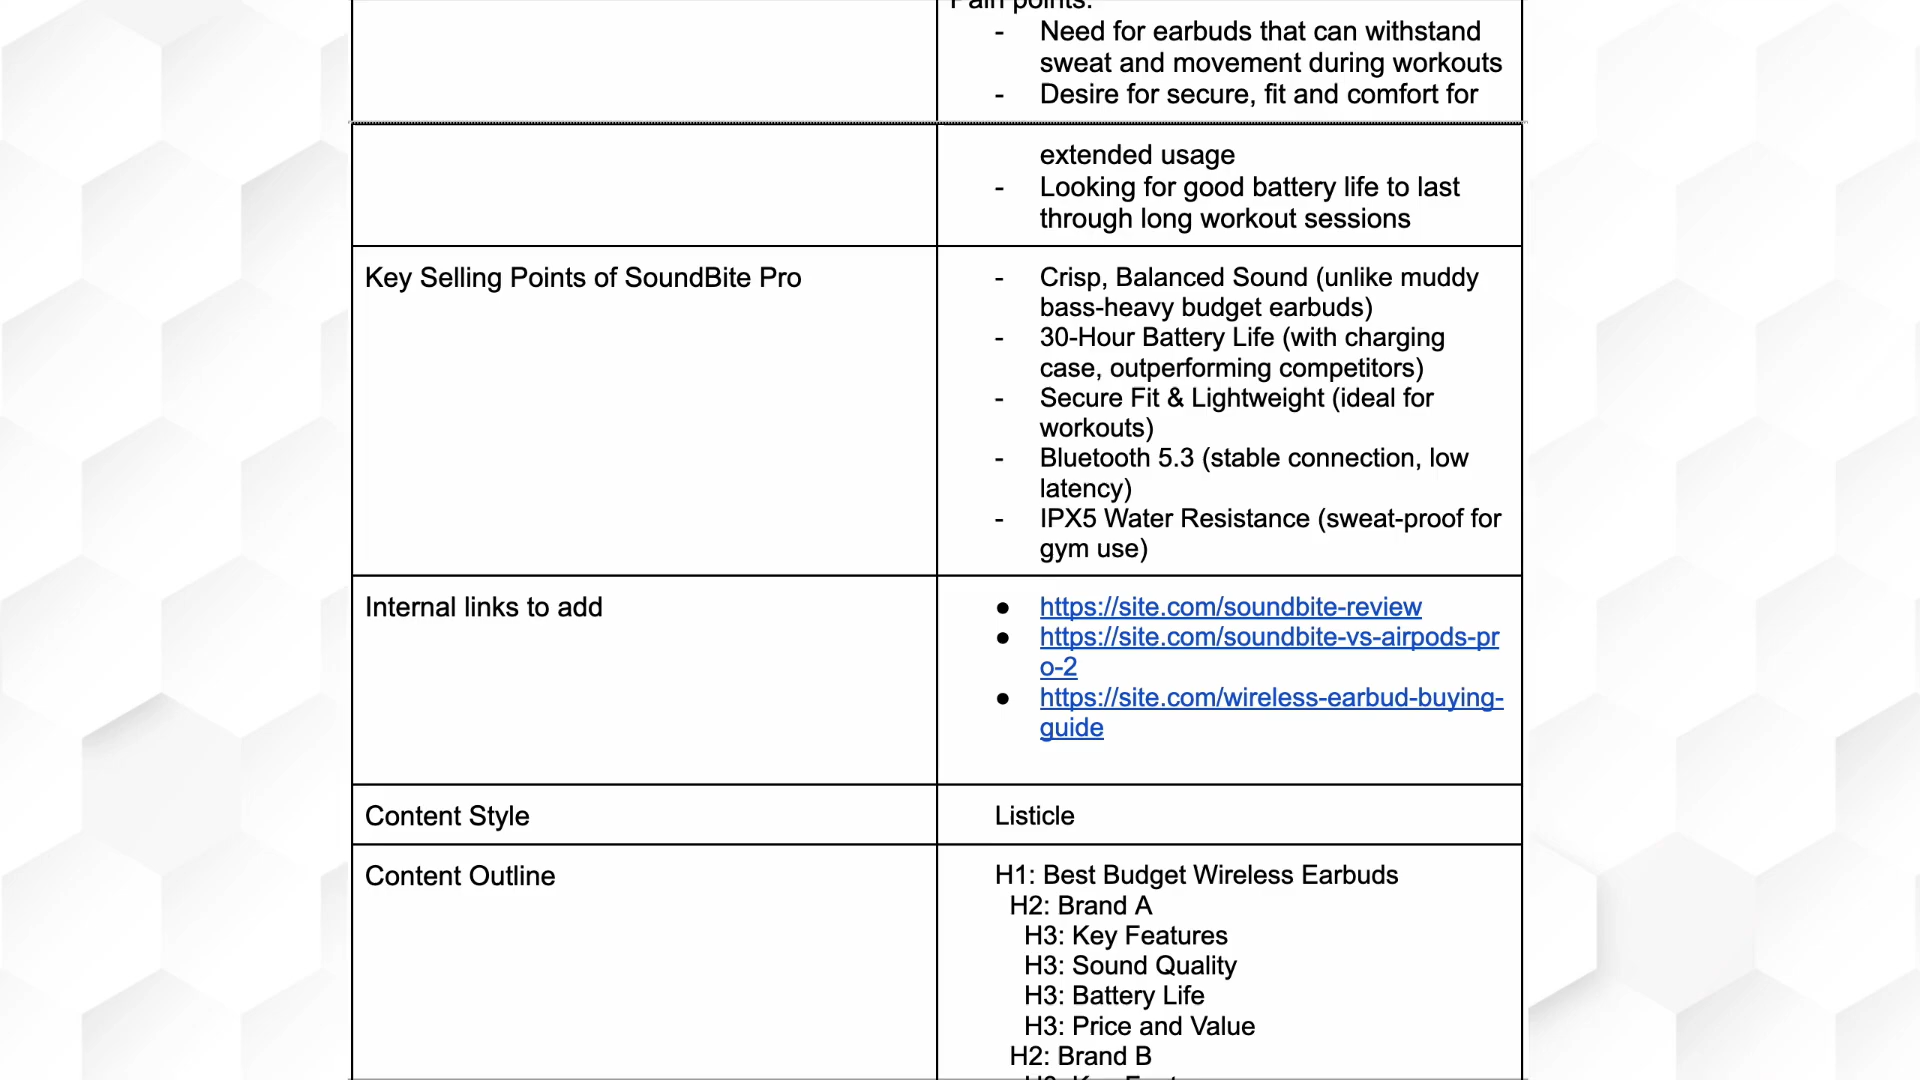 Pain points:
- Need for earbuds that can withstand
sweat and movement during workouts
- Desire for secure, fit and comfort for
extended usage
- Looking for good battery life to last
through long workout sessions
Key Selling Points of SoundBite Pro
- Crisp, Balanced Sound (unlike muddy
bass-heavy budget earbuds)
- 30-Hour Battery Life (with charging
case, outperforming competitors)
- Secure Fit & Lightweight (ideal for
workouts)
- Bluetooth 5.3 (stable connection, low
latency)
- IPX5 Water Resistance (sweat-proof for
gym use)
Internal links to add
● https://site.com/soundbite-review
● https://site.com/soundbite-vs-airpods-pr
o-2
● https://site.com/wireless-earbud-buying-
guide
Content Style
Listicle
Content Outline
H1: Best Budget Wireless Earbuds
H2: Brand A
H3: Key Features
H3: Sound Quality
H3: Battery Life
H3: Price and Value
H2: Brand B